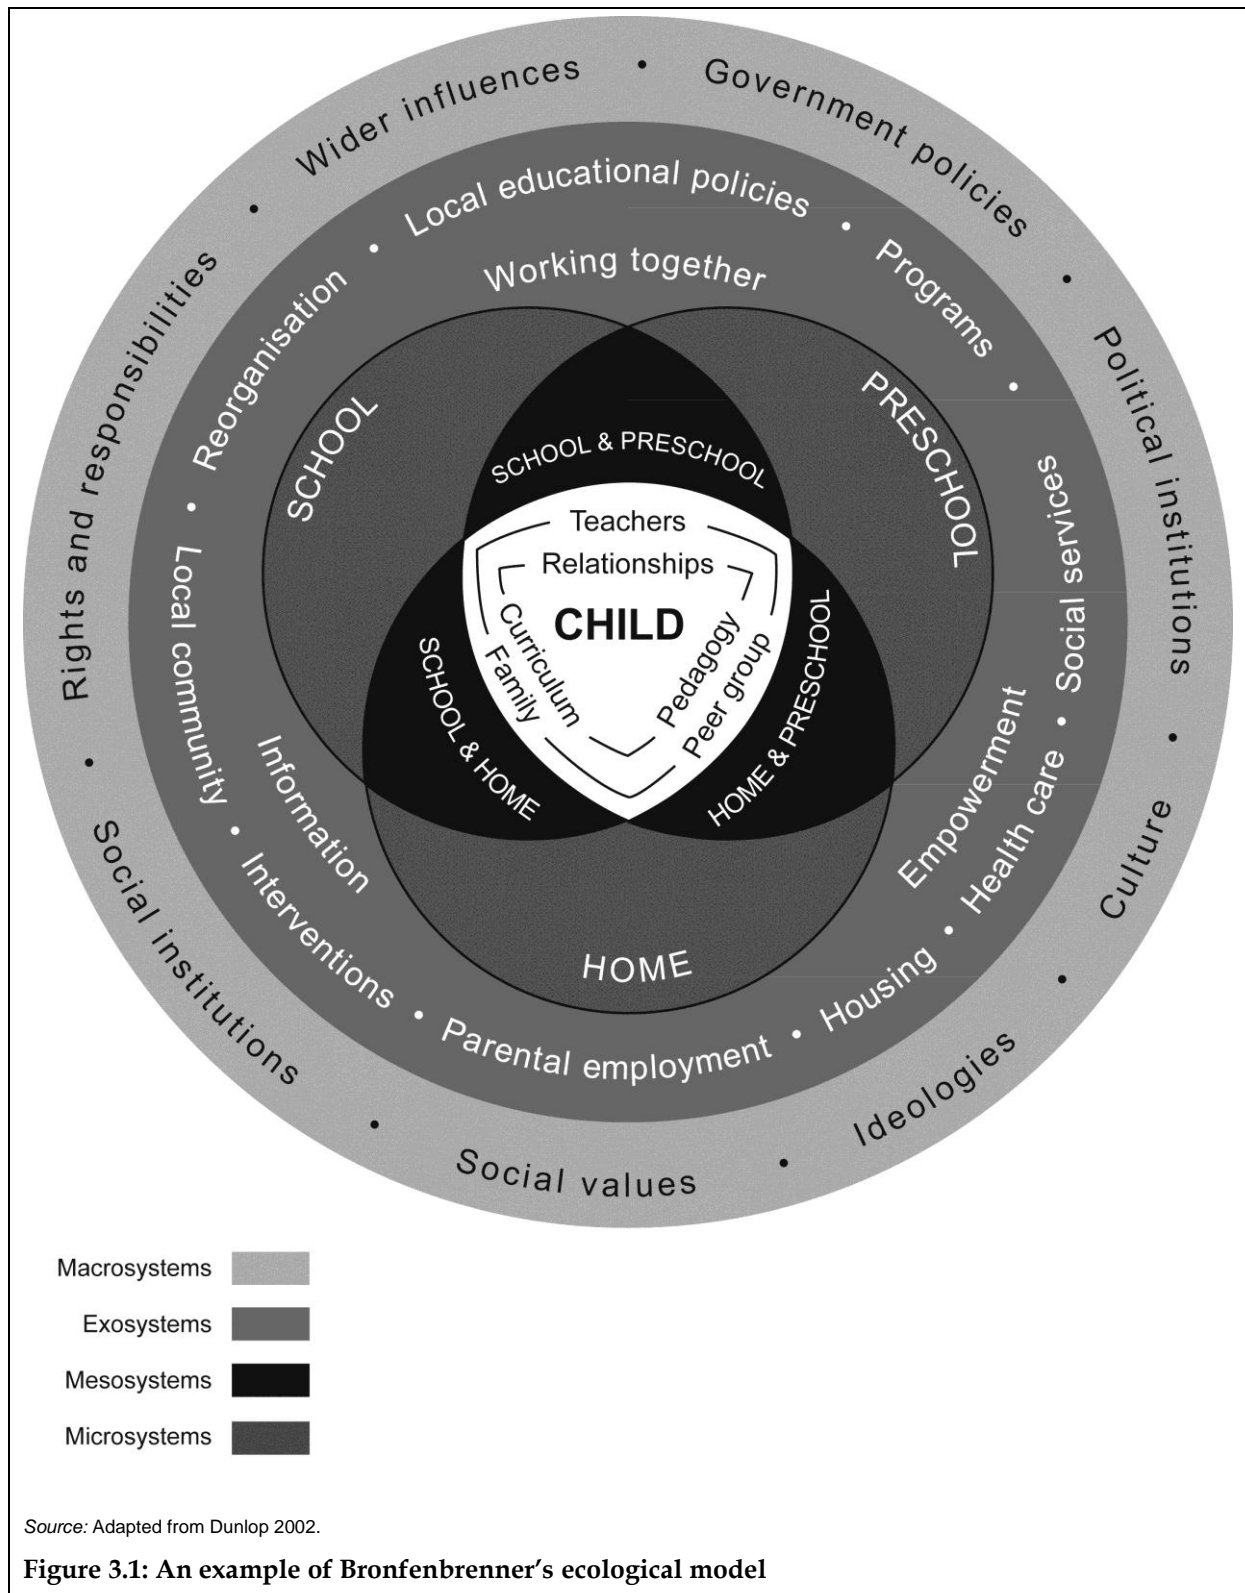 Wider influences
•
Government policies
•
Political institutions
•
Culture
•
Ideologies
•
Social values
•
Social institutions
•
Rights and responsibilities
•
Local educational policies
•
Programs
•
Social services
•
Health care
•
Housing
•
Parental employment
•
Interventions
•
Local community
•
Reorganisation
•
Working together
Empowerment
Information
SCHOOL
PRESCHOOL
HOME
SCHOOL & PRESCHOOL
SCHOOL & HOME
HOME & PRESCHOOL
Teachers
Relationships
CHILD
Curriculum
Family
Pedagogy
Peer group
Macrosystems
Exosystems
Mesosystems
Microsystems
Source: Adapted from Dunlop 2002.
Figure 3.1: An example of Bronfenbrenner’s ecological model